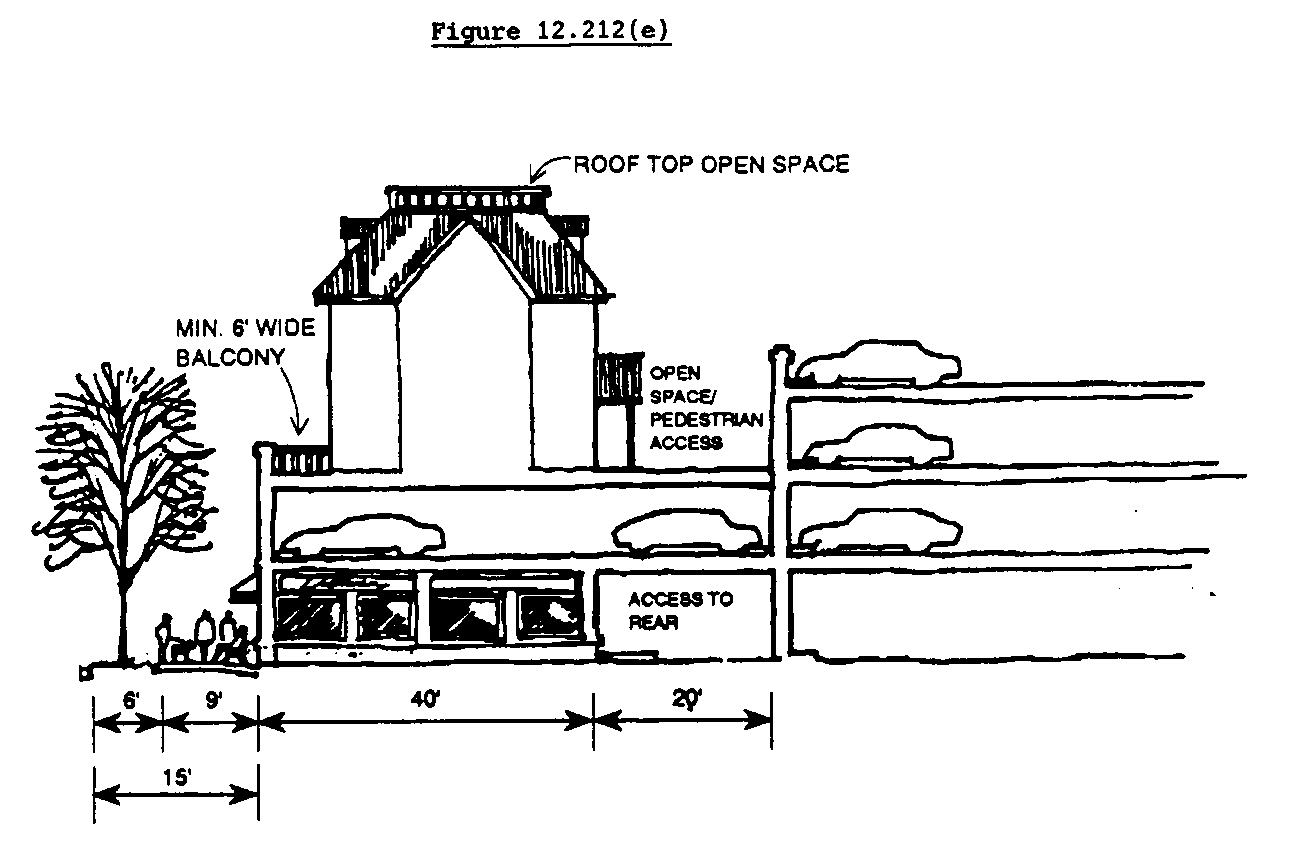 Figure 12.212(e)
ROOF TOP OPEN SPACE
MIN. 6' WIDE
BALCONY
OPEN
SPACE/
PEDESTRIAN
ACCESS
ACCESS TO
REAR
6'
9'
40'
20'
15'